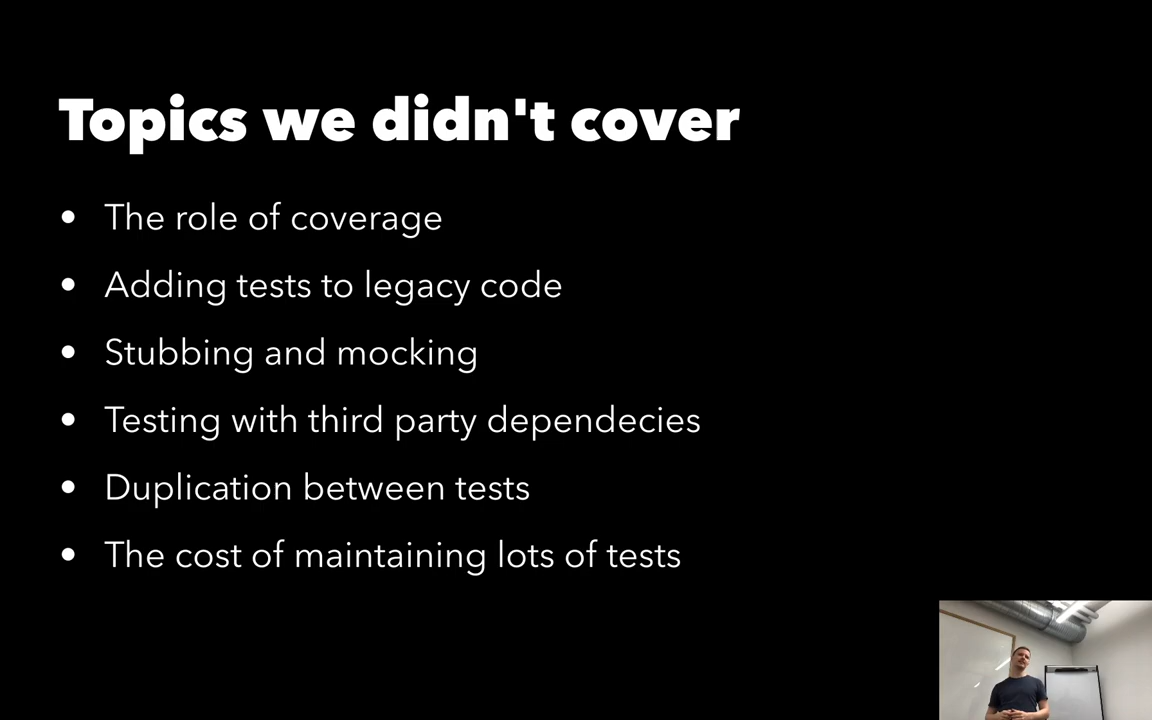 Topics we didn't cover
• The role of coverage
• Adding tests to legacy code
• Stubbing and mocking
• Testing with third party dependecies
• Duplication between tests
• The cost of maintaining lots of tests